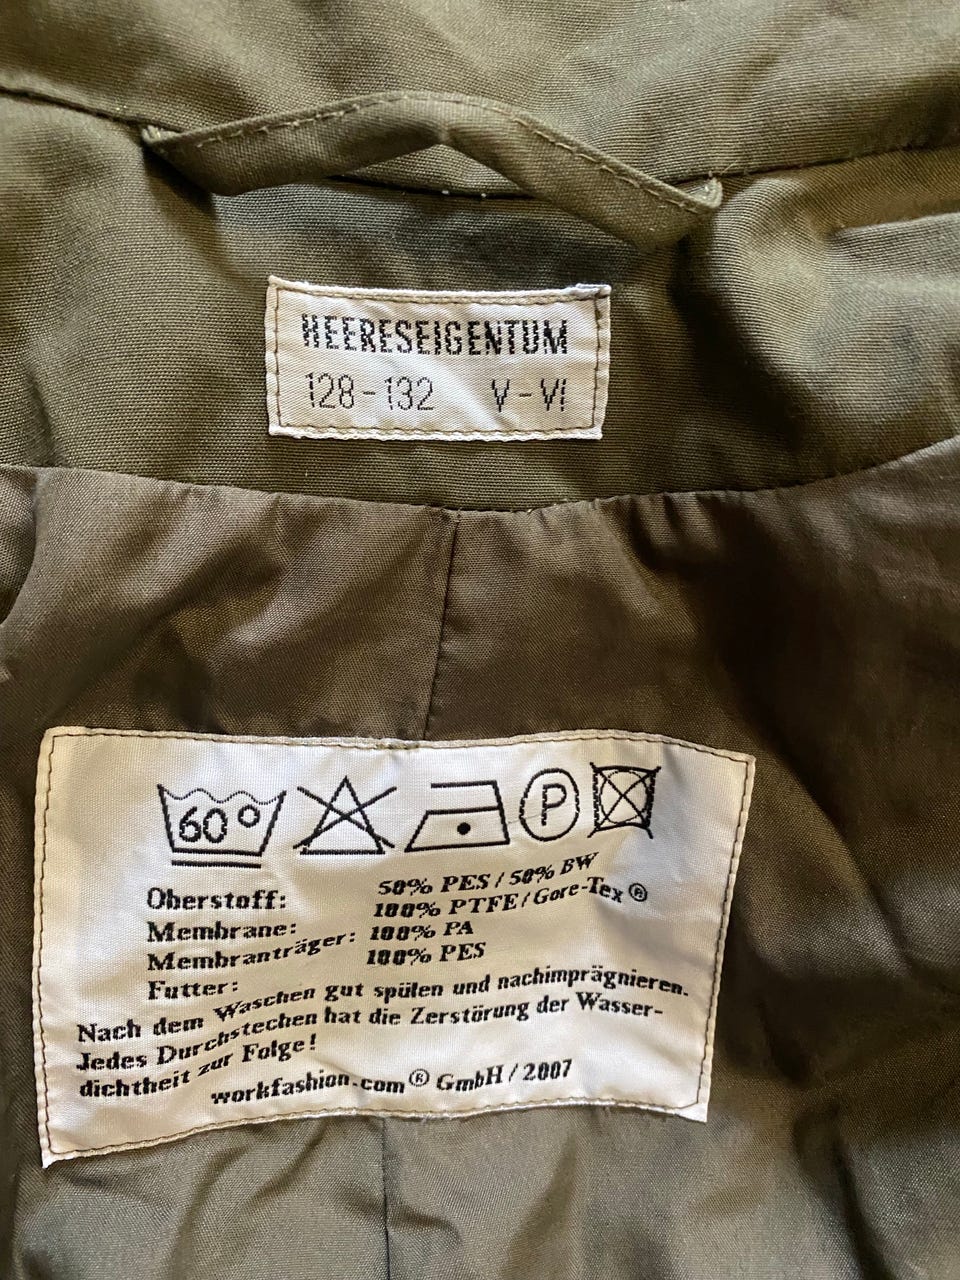 HEERESEIGENTUM
128-132 V-VI
60° P
Oberstoff: 50% PES/50% BW
Membrane: 100% PTFE/Gore-Tex®
Membranträger: 100% PA
Futter: 100% PES
Nach dem Waschen gut spülen und nachimprägnieren.
Jedes Durchstechen hat die Zerstörung der Wasser-
dichtheit zur Folge!
workfashion.com® GmbH/2007